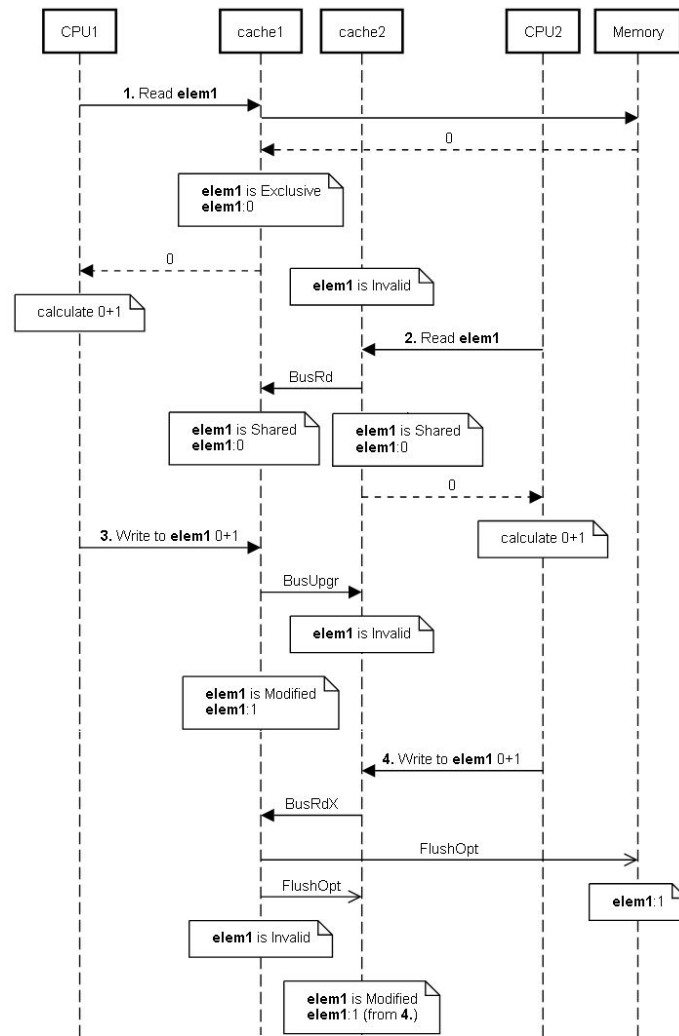 CPU1
cache1
cache2
CPU2
Memory
1. Read elem1
0
elem1 is Exclusive
elem1:0
0
elem1 is Invalid
calculate 0+1
2. Read elem1
BusRd
elem1 is Shared
elem1:0
elem1 is Shared
elem1:0
0
3. Write to elem1 0+1
calculate 0+1
BusUpgr
elem1 is Invalid
elem1 is Modified
elem1:1
4. Write to elem1 0+1
BusRdX
FlushOpt
FlushOpt
elem1:1
elem1 is Invalid
elem1 is Modified
elem1:1 (from 4.)